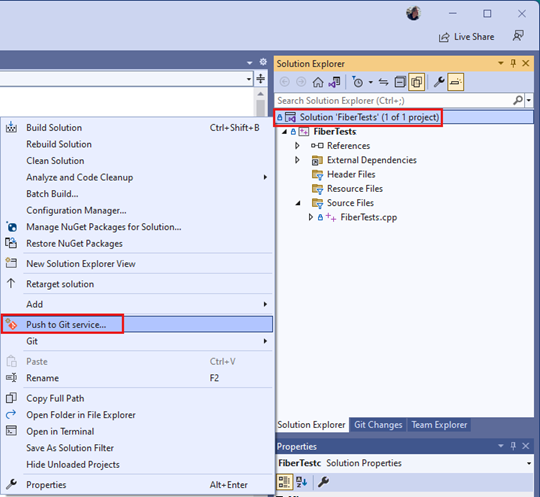 Live Share
Solution Explorer
Search Solution Explorer (Ctrl+;)
Solution 'FiberTests' (1 of 1 project)
FiberTests
References
External Dependencies
Header Files
Resource Files
Source Files
FiberTests.cpp
Build Solution Ctrl+Shift+B
Rebuild Solution
Clean Solution
Analyze and Code Cleanup
Batch Build...
Configuration Manager...
Manage NuGet Packages for Solution...
Restore NuGet Packages
New Solution Explorer View
Retarget solution
Add
Push to Git service...
Git
Paste Ctrl+V
Rename F2
Copy Full Path
Open Folder in File Explorer
Open in Terminal
Save As Solution Filter
Hide Unloaded Projects
Properties Alt+Enter
Solution Explorer Git Changes Team Explorer
Properties
FiberTestc Solution Properties